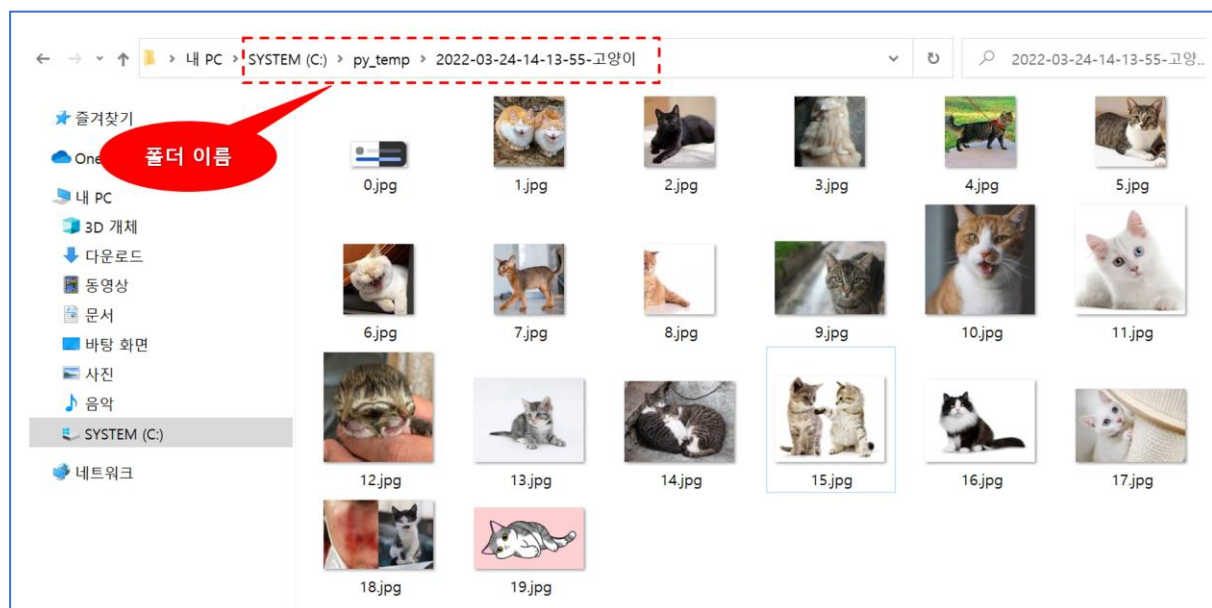 내 PC > SYSTEM (C:) > py_temp > 2022-03-24-14-13-55-고양이
2022-03-24-14-13-55-고양...
즐겨찾기
One
폴더 이름
내 PC
3D 개체
다운로드
동영상
문서
바탕 화면
사진
음악
SYSTEM (C:)
네트워크
0.jpg 1.jpg 2.jpg 3.jpg 4.jpg 5.jpg
6.jpg 7.jpg 8.jpg 9.jpg 10.jpg 11.jpg
12.jpg 13.jpg 14.jpg 15.jpg 16.jpg 17.jpg
18.jpg 19.jpg